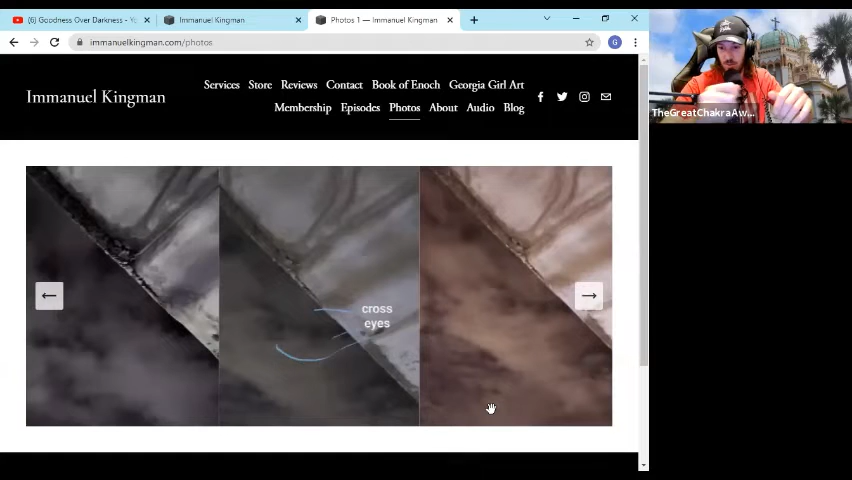 (6) Goodness Over Darkness - Yo
Immanuel Kingman
Photos 1 — Immanuel Kingman
immanuelkingman.com/photos
G
Immanuel Kingman
Services Store Reviews Contact Book of Enoch Georgia Girl Art
Membership Episodes Photos About Audio Blog
cross
eyes
TheGreatChakraAw...